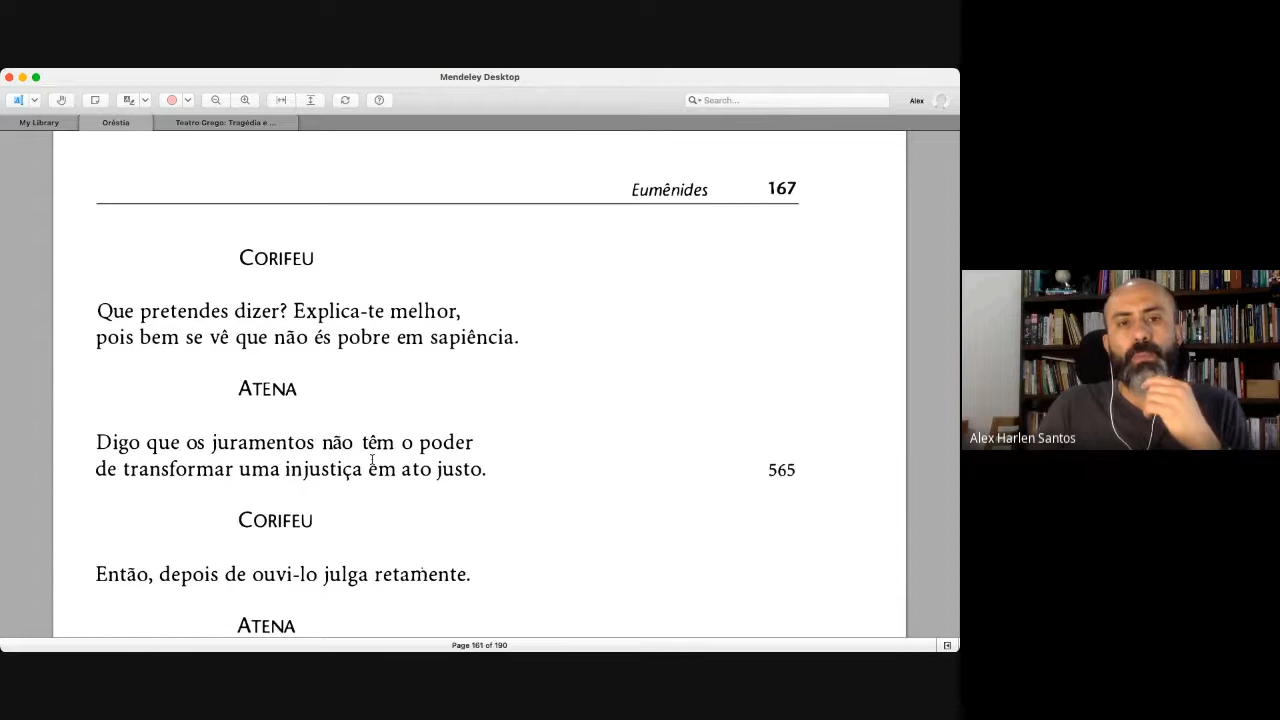 Mendeley Desktop
Search...
Alex
My Library
Oréstia
Teatro Grego: Tragédia e ...
Eumênides 167
CORIFEU
Que pretendes dizer? Explica-te melhor,
pois bem se vê que não és pobre em sapiência.
ATENA
Digo que os juramentos não têm o poder
de transformar uma injustiça em ato justo. 565
CORIFEU
Então, depois de ouvi-lo julga retamente.
ATENA
Page 161 of 190
Alex Harlen Santos